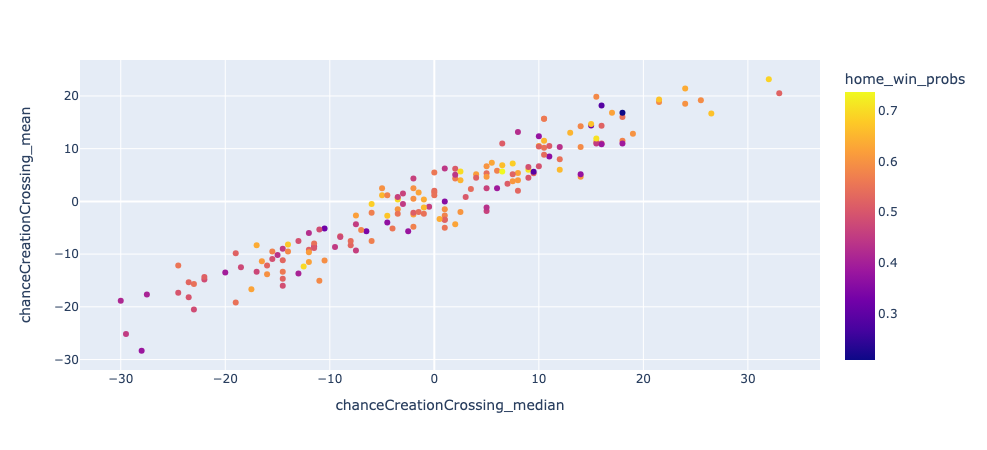 home_win_probs
0.7
0.6
0.5
0.4
0.3
chanceCreationCrossing_mean
20
10
0
−10
−20
−30
−30 −20 −10 0 10 20 30
chanceCreationCrossing_median